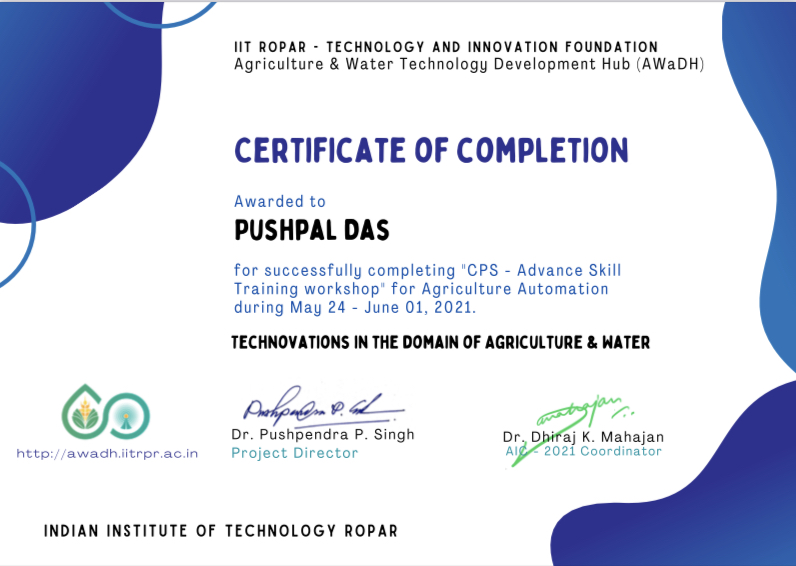 IIT ROPAR - TECHNOLOGY AND INNOVATION FOUNDATION
Agriculture & Water Technology Development Hub (AWaDH)
CERTIFICATE OF COMPLETION
Awarded to
PUSHPAL DAS
for successfully completing "CPS - Advance Skill
Training workshop" for Agriculture Automation
during May 24 - June 01, 2021.
TECHNOVATIONS IN THE DOMAIN OF AGRICULTURE & WATER
Dr. Pushpendra P. Singh
Project Director
Dr. Dhiraj K. Mahajan
AIC - 2021 Coordinator
http://awadh.iitrpr.ac.in
INDIAN INSTITUTE OF TECHNOLOGY ROPAR